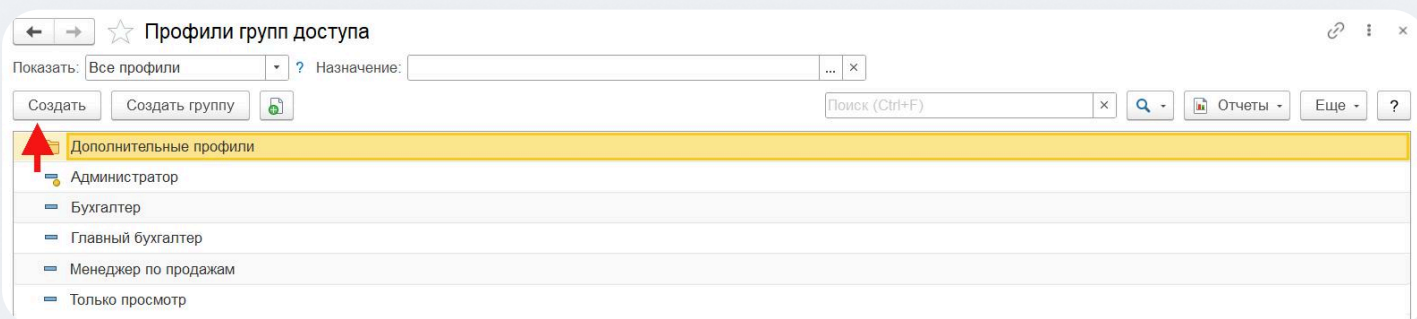 Профили групп доступа
Показать: Все профили ? Назначение: ...
Создать Создать группу Поиск (Ctrl+F) Отчеты Еще ?
Дополнительные профили
Администратор
Бухгалтер
Главный бухгалтер
Менеджер по продажам
Только просмотр